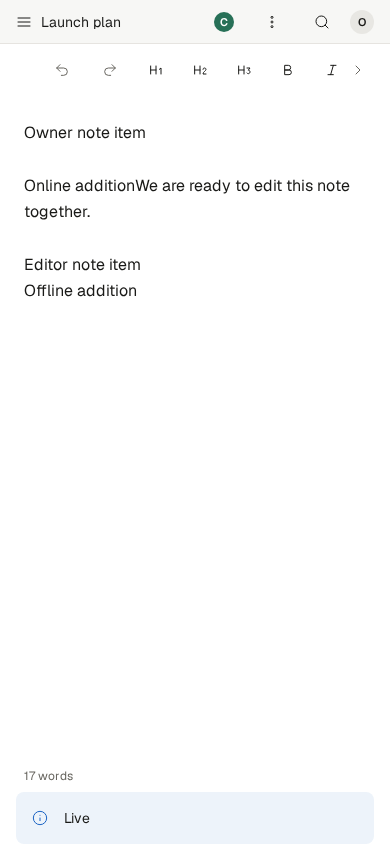 Launch plan
C
O
H1 H2 H3 B I
Owner note item
Online additionWe are ready to edit this note
together.
Editor note item
Offline addition
17 words
Live